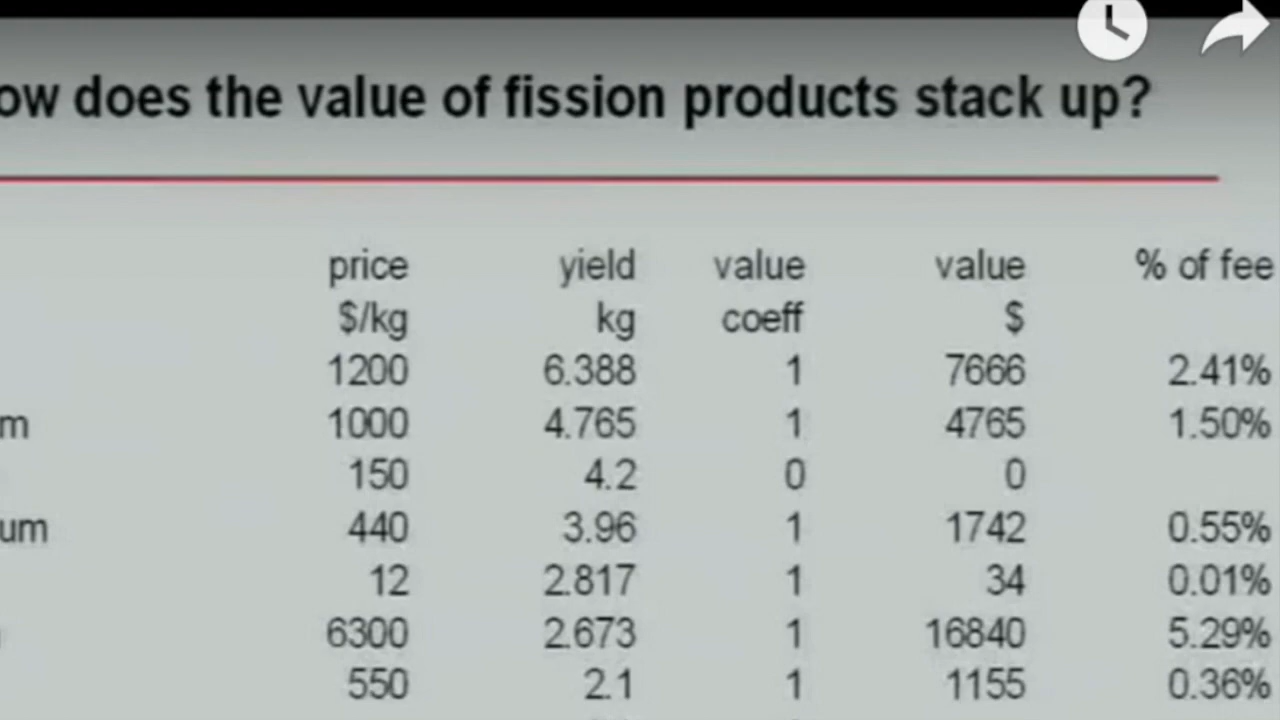 ow does the value of fission products stack up?
price yield value value % of fee
$/kg kg coeff $
1200 6.388 1 7666 2.41%
m 1000 4.765 1 4765 1.50%
150 4.2 0 0
um 440 3.96 1 1742 0.55%
12 2.817 1 34 0.01%
6300 2.673 1 16840 5.29%
550 2.1 1 1155 0.36%